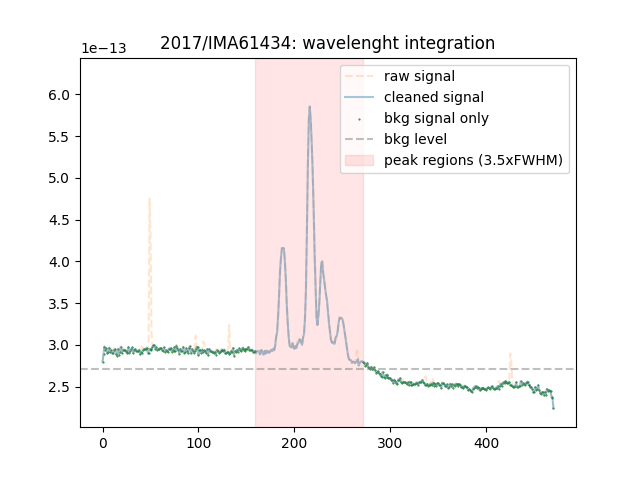 2017/IMA61434: wavelenght integration
1e−13
raw signal
cleaned signal
bkg signal only
bkg level
peak regions (3.5xFWHM)
6.0
5.5
5.0
4.5
4.0
3.5
3.0
2.5
0 100 200 300 400